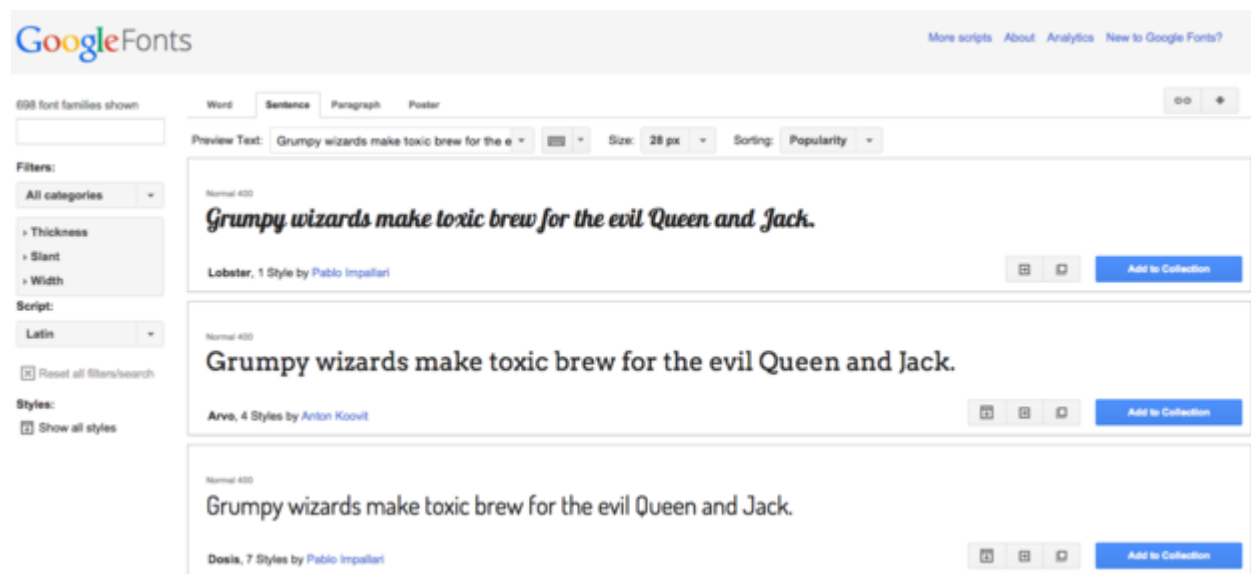 GoogleFonts
More scripts About Analytics New to Google Fonts?
698 font families shown
Word Sentence Paragraph Poster
Preview Text: Grumpy wizards make toxic brew for the e Size: 28 px Sorting: Popularity
Filters:
All categories
Thickness
Slant
Width
Script:
Latin
Reset all filters/search
Styles:
Show all styles
Normal 400
Grumpy wizards make toxic brew for the evil Queen and Jack.
Lobster, 1 Style by Pablo Impallari
Add to Collection
Normal 400
Grumpy wizards make toxic brew for the evil Queen and Jack.
Arvo, 4 Styles by Anton Koovit
Add to Collection
Normal 400
Grumpy wizards make toxic brew for the evil Queen and Jack.
Dosis, 7 Styles by Pablo Impallari
Add to Collection